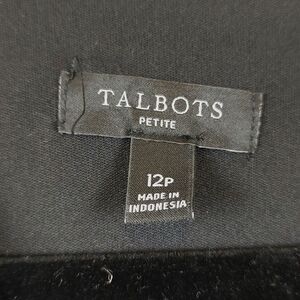 TALBOTS
PETITE
12P
MADE IN
INDONESIA